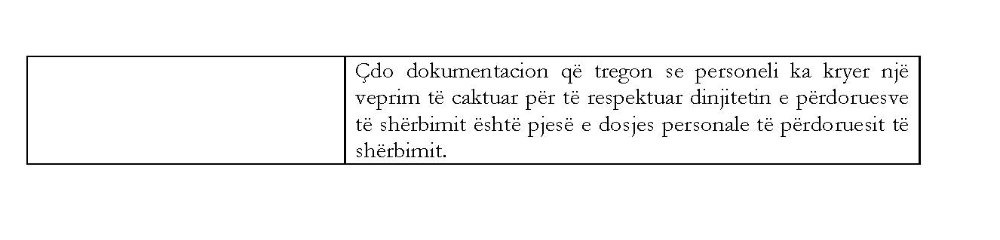 Çdo dokumentacion që tregon se personeli ka kryer një
veprim të caktuar për të respektuar dinjitetin e përdoruesve
të shërbimit është pjesë e dosjes personale të përdoruesit të
shërbimit.